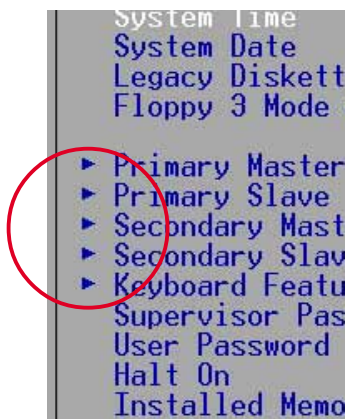 System Time
System Date
Legacy Diskett
Floppy 3 Mode
Primary Master
Primary Slave
Secondary Mast
Secondary Slav
Keyboard Featu
Supervisor Pas
User Password
Halt On
Installed Memo